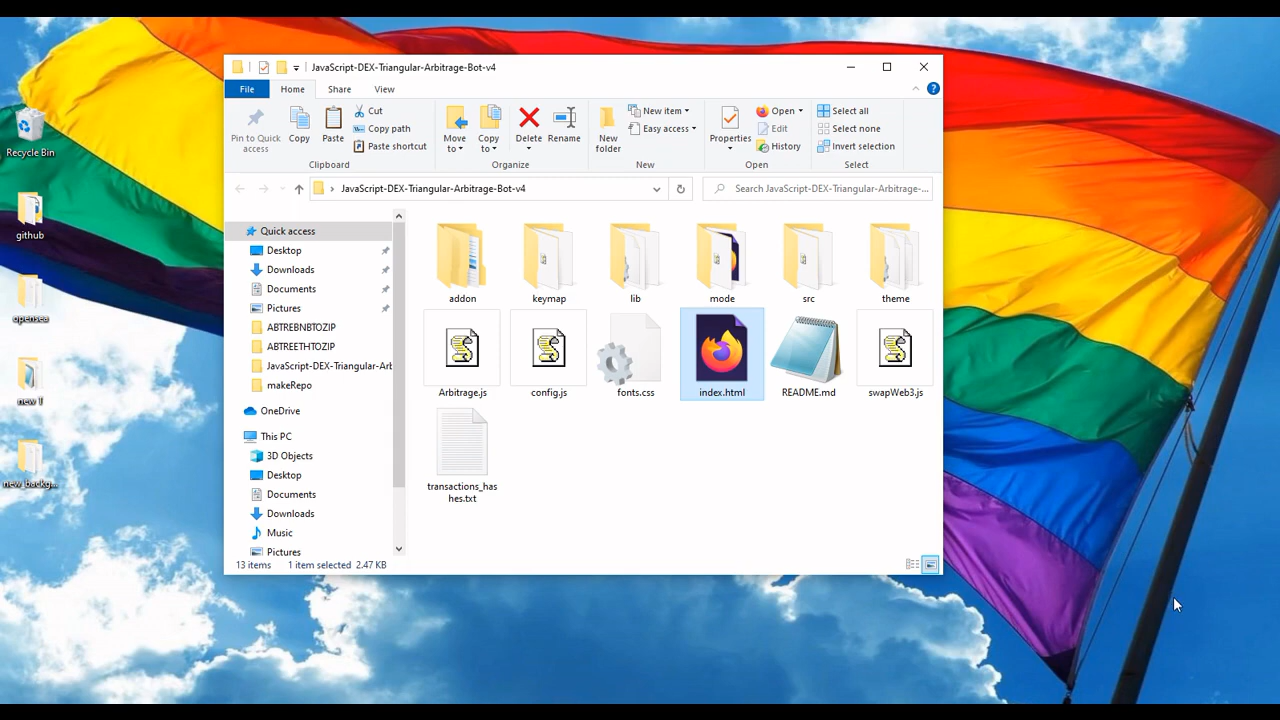 JavaScript-DEX-Triangular-Arbitrage-Bot-v4
File
Home
Share
View
Pin to Quick
access
Copy
Paste
Cut
Copy path
Paste shortcut
Clipboard
Move
to
Copy
to
Delete
Rename
Organize
New
folder
New item
Easy access
New
Properties
Open
Edit
History
Open
Select all
Select none
Invert selection
Select
JavaScript-DEX-Triangular-Arbitrage-Bot-v4
Search JavaScript-DEX-Triangular-Arbitrage-...
Recycle Bin
github
opensea
new T
new_backg...
Quick access
Desktop
Downloads
Documents
Pictures
ABTREBNBTOZIP
ABTREETHTOZIP
JavaScript-DEX-Triangular-Art
makeRepo
OneDrive
This PC
3D Objects
Desktop
Documents
Downloads
Music
Pictures
addon
keymap
lib
mode
src
theme
Arbitrage.js
config.js
fonts.css
index.html
README.md
swapWeb3.js
transactions_has
hes.txt
13 items
1 item selected 2.47 KB